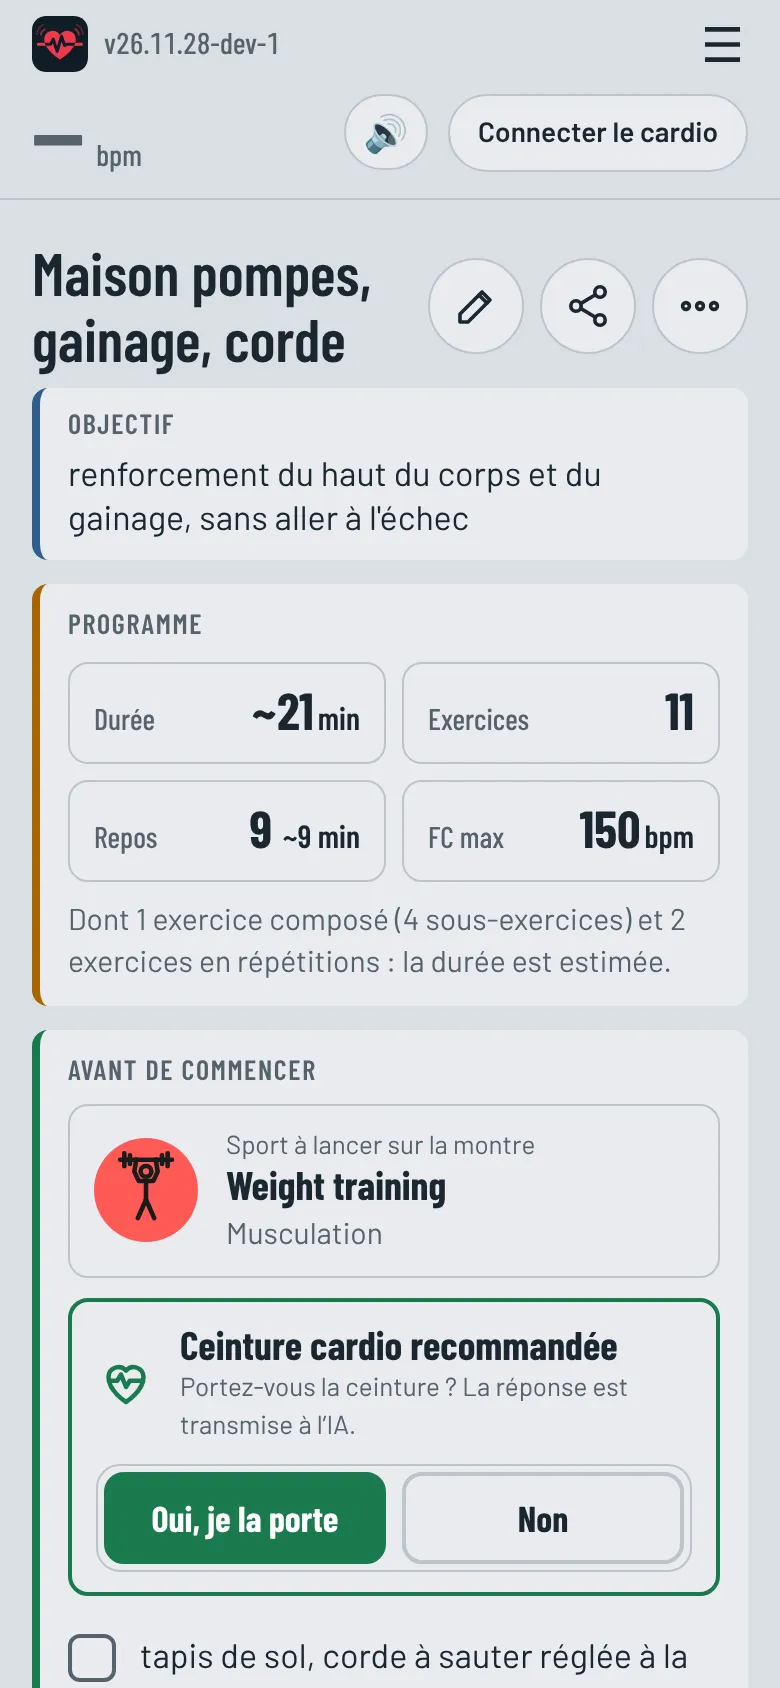 v26.11.28-dev-1
bpm
Connecter le cardio
Maison pompes,
gainage, corde
OBJECTIF
renforcement du haut du corps et du
gainage, sans aller à l'échec
PROGRAMME
Durée ~21 min
Exercices 11
Repos 9 ~9 min
FC max 150 bpm
Dont 1 exercice composé (4 sous-exercices) et 2
exercices en répétitions : la durée est estimée.
AVANT DE COMMENCER
Sport à lancer sur la montre
Weight training
Musculation
Ceinture cardio recommandée
Portez-vous la ceinture ? La réponse est
transmise à l'IA.
Oui, je la porte
Non
tapis de sol, corde à sauter réglée à la